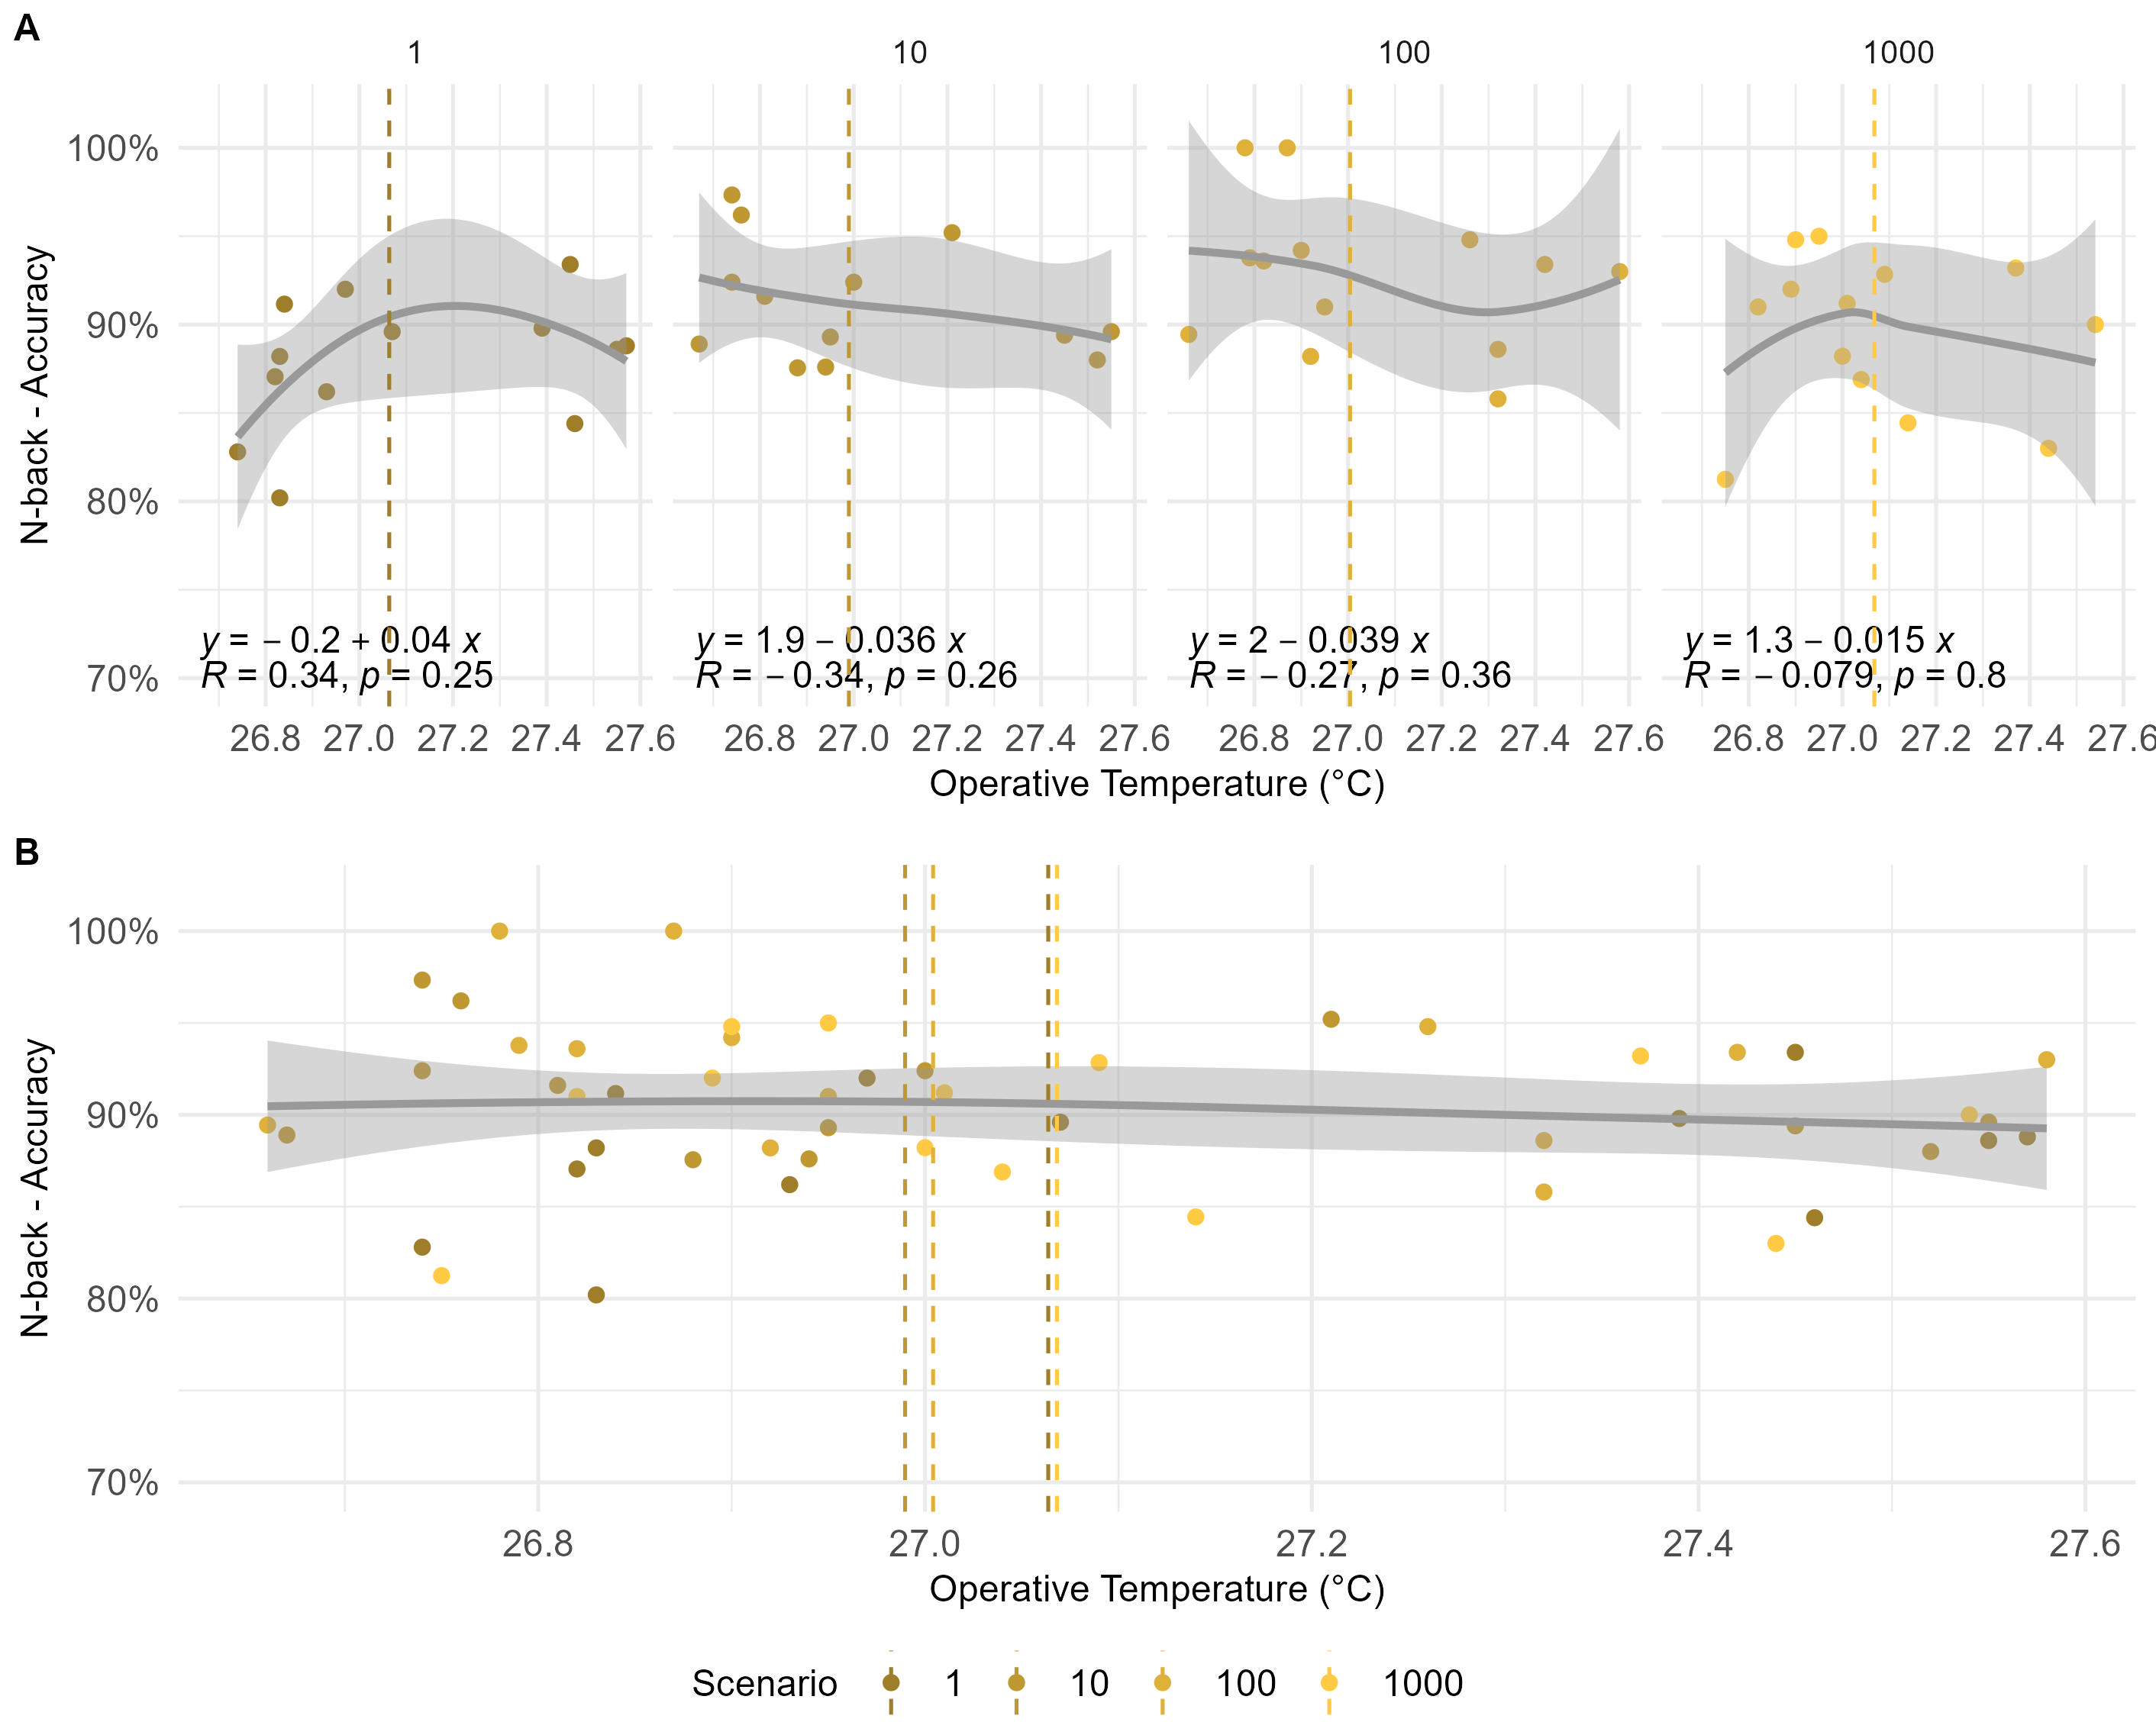 A
1 10 100 1000
100%
90%
80%
70%
N-back - Accuracy
y = − 0.2 + 0.04 x
R = 0.34, p = 0.25
y = 1.9 − 0.036 x
R = − 0.34, p = 0.26
y = 2 − 0.039 x
R = − 0.27, p = 0.36
y = 1.3 − 0.015 x
R = − 0.079, p = 0.8
26.8 27.0 27.2 27.4 27.6 26.8 27.0 27.2 27.4 27.6 26.8 27.0 27.2 27.4 27.6 26.8 27.0 27.2 27.4 27.6
Operative Temperature (°C)
B
100%
90%
80%
70%
N-back - Accuracy
26.8 27.0 27.2 27.4 27.6
Operative Temperature (°C)
Scenario 1 10 100 1000